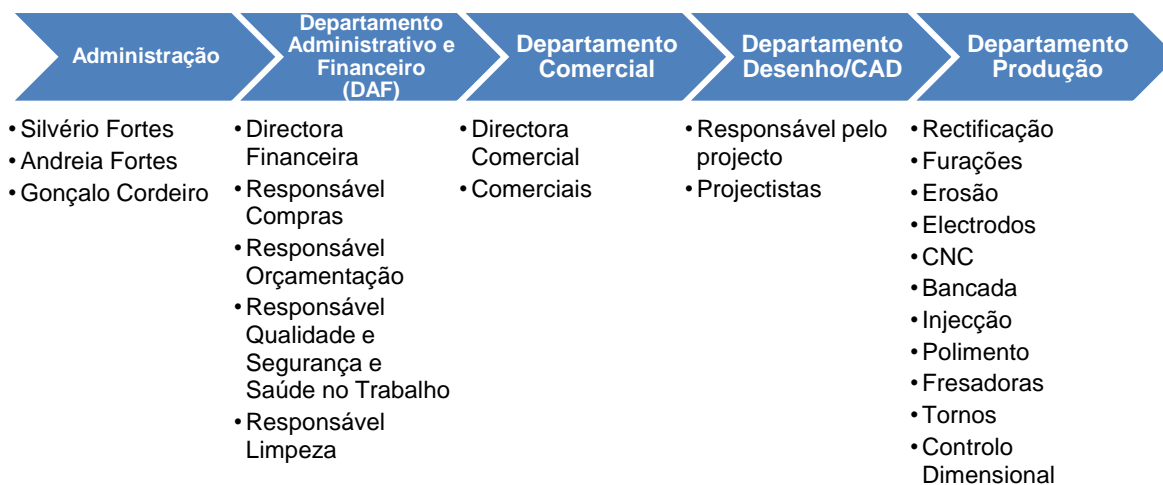 Administração
Departamento
Administrativo e
Financeiro
(DAF)
Departamento
Comercial
Departamento
Desenho/CAD
Departamento
Produção
• Silvério Fortes
• Andreia Fortes
• Gonçalo Cordeiro
• Directora
Financeira
• Responsável
Compras
• Responsável
Orçamentação
• Responsável
Qualidade e
Segurança e
Saúde no Trabalho
• Responsável
Limpeza
• Directora
Comercial
• Comerciais
• Responsável pelo
projecto
• Projectistas
• Rectificação
• Furações
• Erosão
• Electrodos
• CNC
• Bancada
• Injecção
• Polimento
• Fresadoras
• Tornos
• Controlo
Dimensional